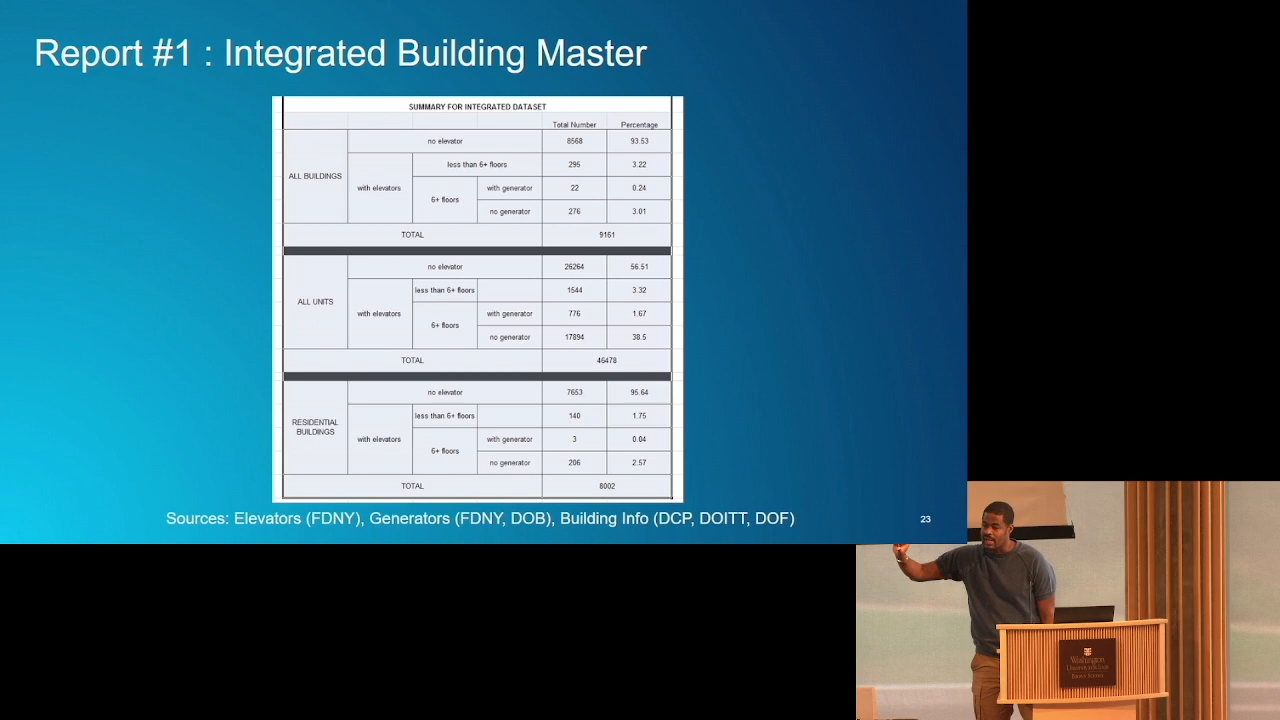 Report #1 : Integrated Building Master
SUMMARY FOR INTEGRATED DATASET
Total Number Percentage
no elevator 8568 93.53
ALL BUILDINGS with elevators less than 6+ floors 295 3.22
6+ floors with generator 22 0.24
no generator 276 3.01
TOTAL 9161
no elevator 26264 56.51
ALL UNITS with elevators less than 6+ floors 1544 3.32
6+ floors with generator 776 1.67
no generator 17894 38.5
TOTAL 46478
no elevator 7653 95.64
RESIDENTIAL BUILDINGS with elevators less than 6+ floors 140 1.75
6+ floors with generator 3 0.04
no generator 206 2.57
TOTAL 8002
Sources: Elevators (FDNY), Generators (FDNY, DOB), Building Info (DCP, DOITT, DOF)
23
Washington